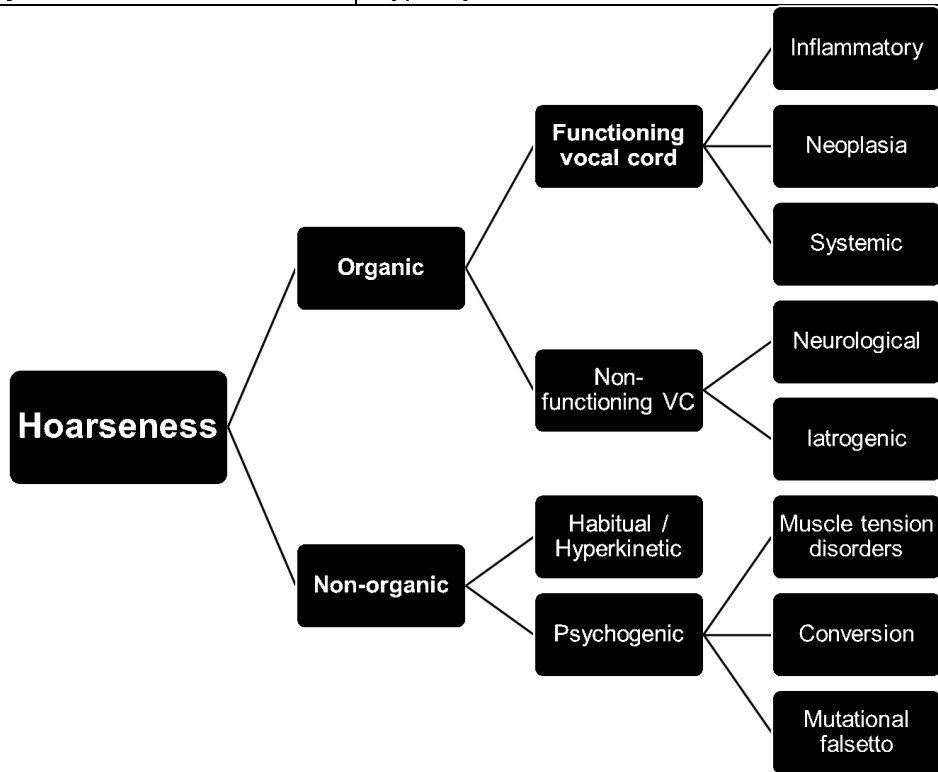 Inflammatory
Functioning
vocal cord
Neoplasia
Systemic
Organic
Neurological
Non-
functioning VC
Iatrogenic
Hoarseness
Habitual /
Hyperkinetic
Muscle tension
disorders
Non-organic
Psychogenic
Conversion
Mutational
falsetto